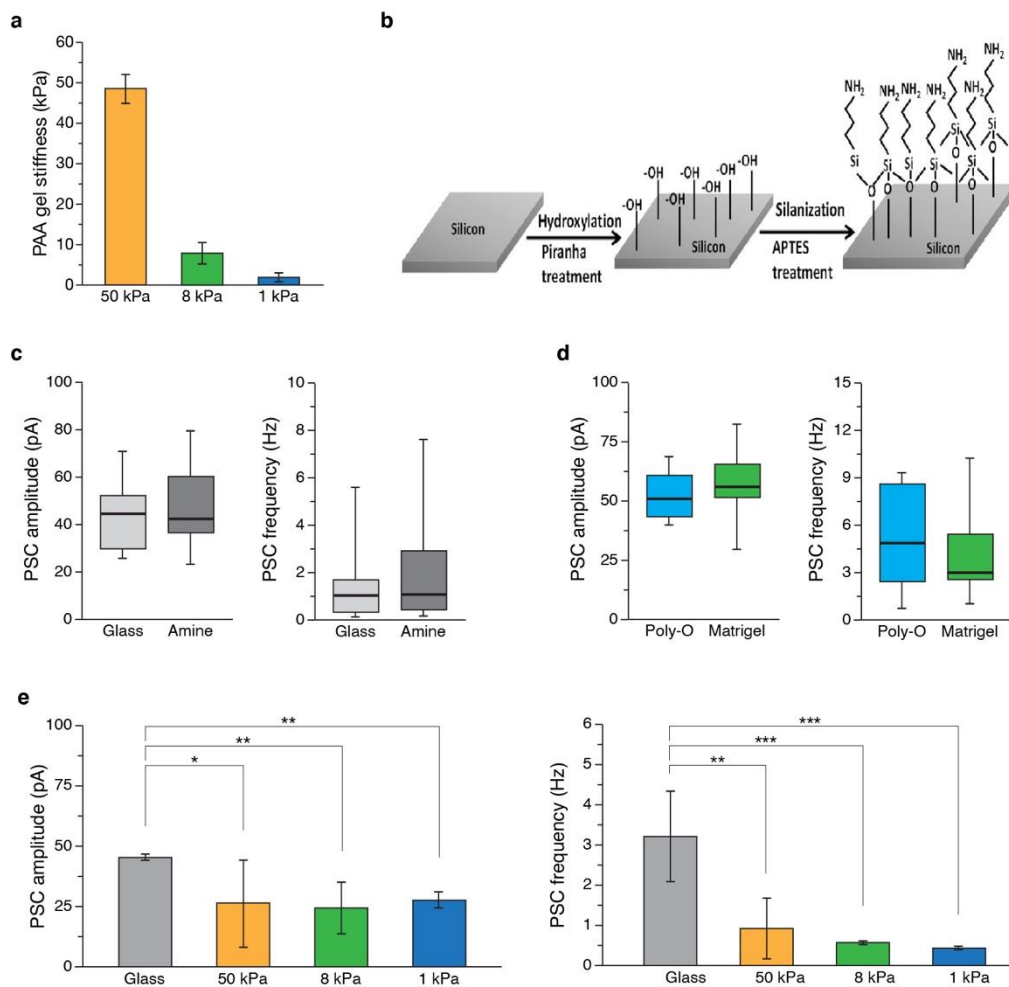 a
PAA gel stiffness (kPa)
60
50
40
30
20
10
0
50 kPa
8 kPa
1 kPa
b
Silicon
Hydroxylation
Piranha
treatment
-OH
-OH
-OH
-OH
-OH
-OH
-OH
-OH
Silicon
Silanization
APTES
treatment
NH2
NH2
NH2
NH2
NH2
NH2
NH2
Si
Si
Si
Si
Si
Si
Si
O
O
O
O
O
O
O
Silicon
c
PSC amplitude (pA)
100
80
60
40
20
0
Glass
Amine
PSC frequency (Hz)
10
8
6
4
2
0
Glass
Amine
d
PSC amplitude (pA)
100
75
50
25
0
Poly-O
Matrigel
PSC frequency (Hz)
15
12
9
6
3
0
Poly-O
Matrigel
e
PSC amplitude (pA)
100
75
50
25
0
**
**
*
Glass
50 kPa
8 kPa
1 kPa
PSC frequency (Hz)
6
5
4
3
2
1
0
***
***
**
Glass
50 kPa
8 kPa
1 kPa